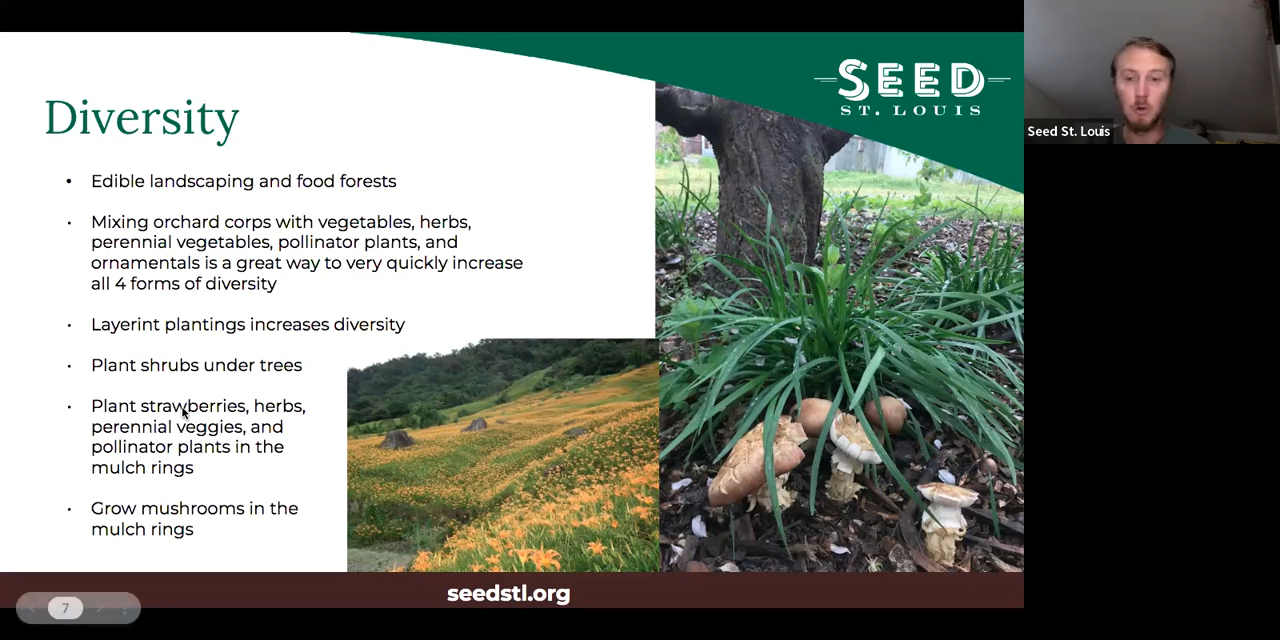 SEED
ST. LOUIS
Seed St. Louis
Diversity
Edible landscaping and food forests
Mixing orchard corps with vegetables, herbs,
perennial vegetables, pollinator plants, and
ornamentals is a great way to very quickly increase
all 4 forms of diversity
Layerint plantings increases diversity
Plant shrubs under trees
Plant strawberries, herbs,
perennial veggies, and
pollinator plants in the
mulch rings
Grow mushrooms in the
mulch rings
seedstl.org
7